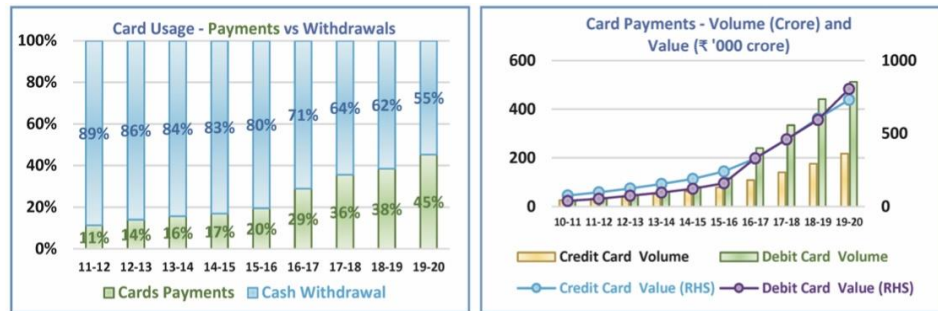 Card Usage - Payments vs Withdrawals
100%
80%
60%
40%
20%
0%
89% 86% 84% 83% 80% 71% 64% 62% 55%
11% 14% 16% 17% 20% 29% 36% 38% 45%
11-12 12-13 13-14 14-15 15-16 16-17 17-18 18-19 19-20
Cards Payments Cash Withdrawal
Card Payments - Volume (Crore) and
Value (₹ '000 crore)
600 1000
400
500
200
0 0
10-11 11-12 12-13 13-14 14-15 15-16 16-17 17-18 18-19 19-20
Credit Card Volume Debit Card Volume
Credit Card Value (RHS) Debit Card Value (RHS)